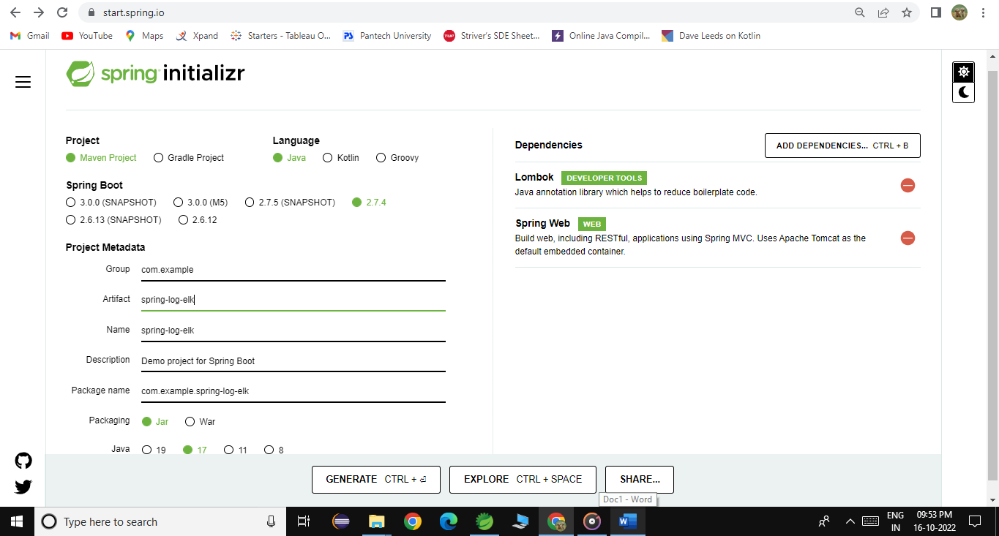 start.spring.io
Gmail YouTube Maps Xpand Starters - Tableau O... PS Pantech University TUF Striver's SDE Sheet... Online Java Compil... Dave Leeds on Kotlin
spring initializr
Project
Maven Project Gradle Project
Language
Java Kotlin Groovy
Spring Boot
3.0.0 (SNAPSHOT) 3.0.0 (M5) 2.7.5 (SNAPSHOT) 2.7.4
2.6.13 (SNAPSHOT) 2.6.12
Project Metadata
Group com.example
Artifact spring-log-elk
Name spring-log-elk
Description Demo project for Spring Boot
Package name com.example.spring-log-elk
Packaging Jar War
Java 19 17 11 8
Dependencies ADD DEPENDENCIES... CTRL + B
Lombok DEVELOPER TOOLS
Java annotation library which helps to reduce boilerplate code.
Spring Web WEB
Build web, including RESTful, applications using Spring MVC. Uses Apache Tomcat as the
default embedded container.
GENERATE CTRL + ⏎ EXPLORE CTRL + SPACE SHARE...
Doc1 - Word
Type here to search
W
ENG
IN
09:53 PM
16-10-2022